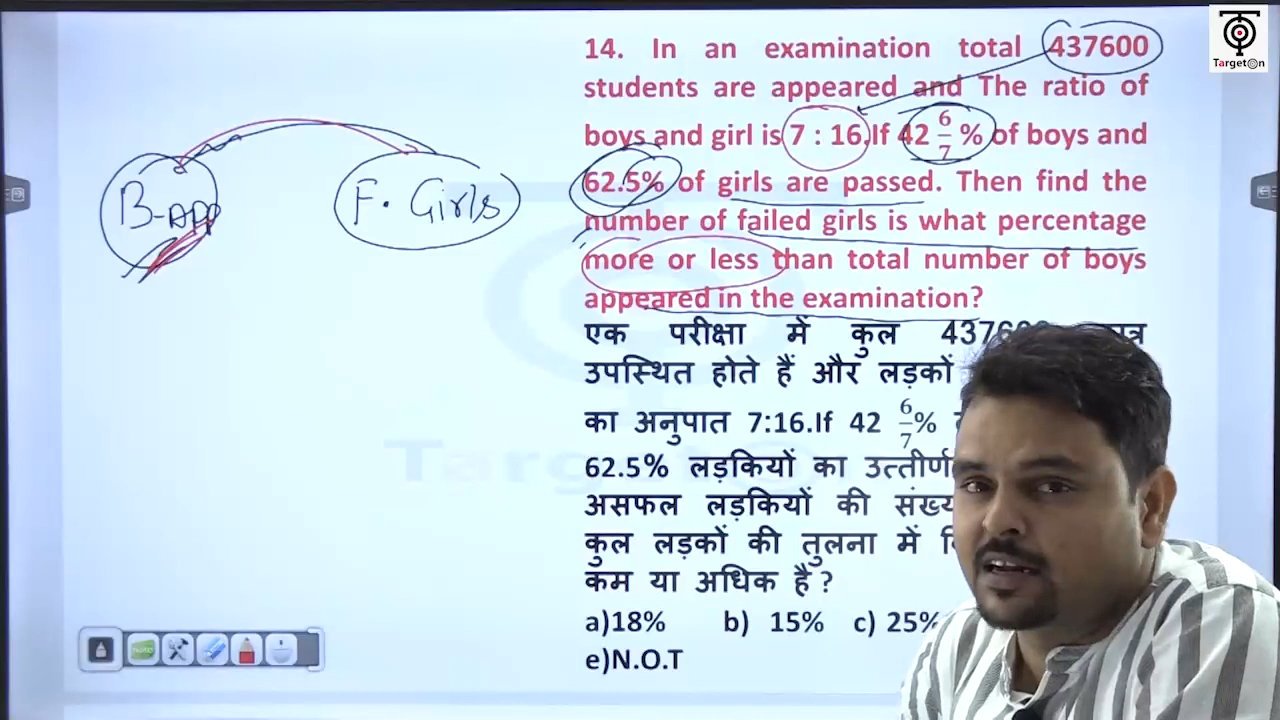 Target⊙n
14. In an examination total 437600
students are appeared and The ratio of
boys and girl is 7 : 16.If 42 6/7 % of boys and
62.5% of girls are passed. Then find the
number of failed girls is what percentage
more or less than total number of boys
appeared in the examination?
एक परीक्षा में कुल
उपस्थित होते हैं और लड़कों
का अनुपात 7:16.If 42 6/7 %
62.5% लड़कियों का
असफल लड़कियों की
कुल लड़कों की तुलना में
कम या अधिक है ?
a)18% b) 15% c) 25%
e)N.O.T
B-APP
F. Girls